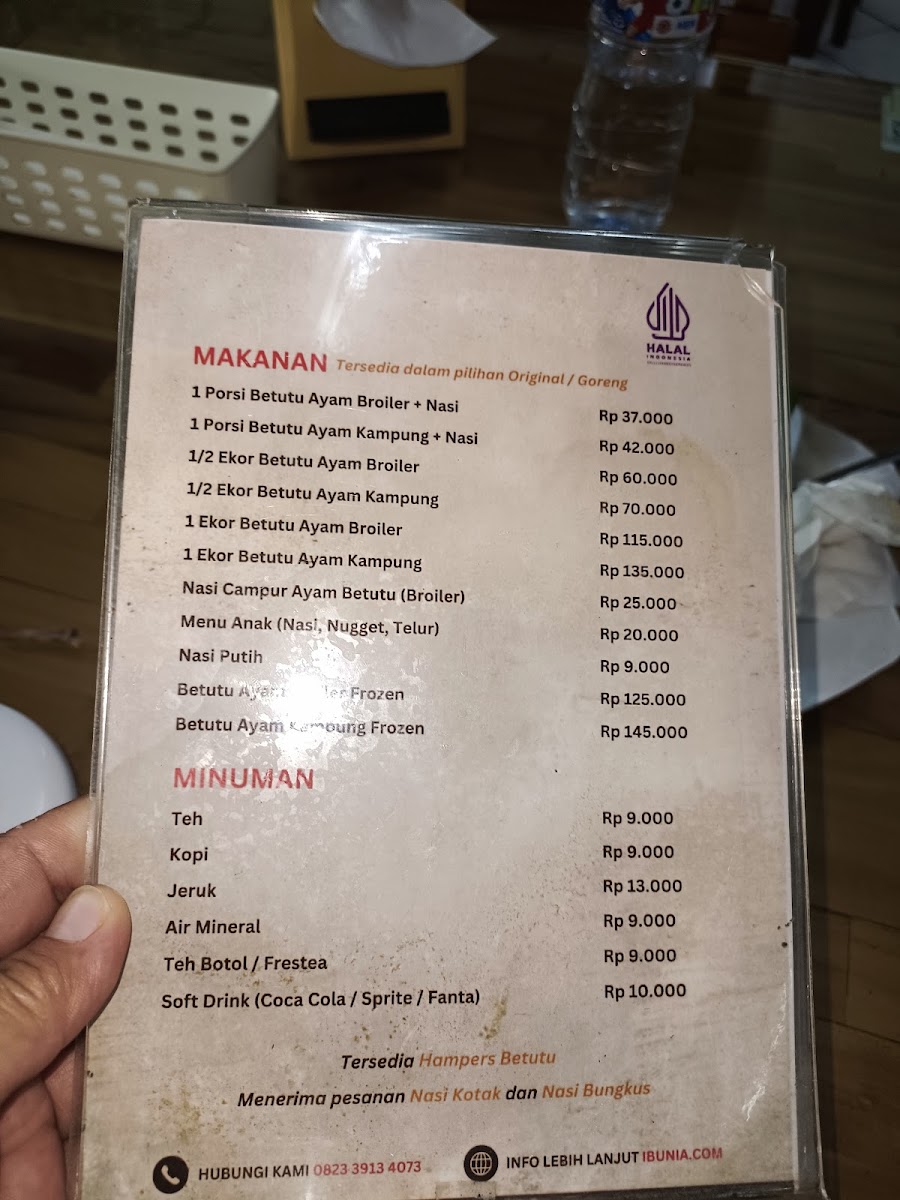 HALAL
INDONESIA
MAKANAN Tersedia dalam pilihan Original / Goreng
1 Porsi Betutu Ayam Broiler + Nasi Rp 37.000
1 Porsi Betutu Ayam Kampung + Nasi Rp 42.000
1/2 Ekor Betutu Ayam Broiler Rp 60.000
1/2 Ekor Betutu Ayam Kampung Rp 70.000
1 Ekor Betutu Ayam Broiler Rp 115.000
1 Ekor Betutu Ayam Kampung Rp 135.000
Nasi Campur Ayam Betutu (Broiler) Rp 25.000
Menu Anak (Nasi, Nugget, Telur) Rp 20.000
Nasi Putih Rp 9.000
Betutu Ayam Frozen Rp 125.000
Betutu Ayam Kampung Frozen Rp 145.000
MINUMAN
Teh Rp 9.000
Kopi Rp 9.000
Jeruk Rp 13.000
Air Mineral Rp 9.000
Teh Botol / Frestea Rp 9.000
Soft Drink (Coca Cola / Sprite / Fanta) Rp 10.000
Tersedia Hampers Betutu
Menerima pesanan Nasi Kotak dan Nasi Bungkus
HUBUNGI KAMI 0823 3913 4073 INFO LEBIH LANJUT IBUNIA.COM